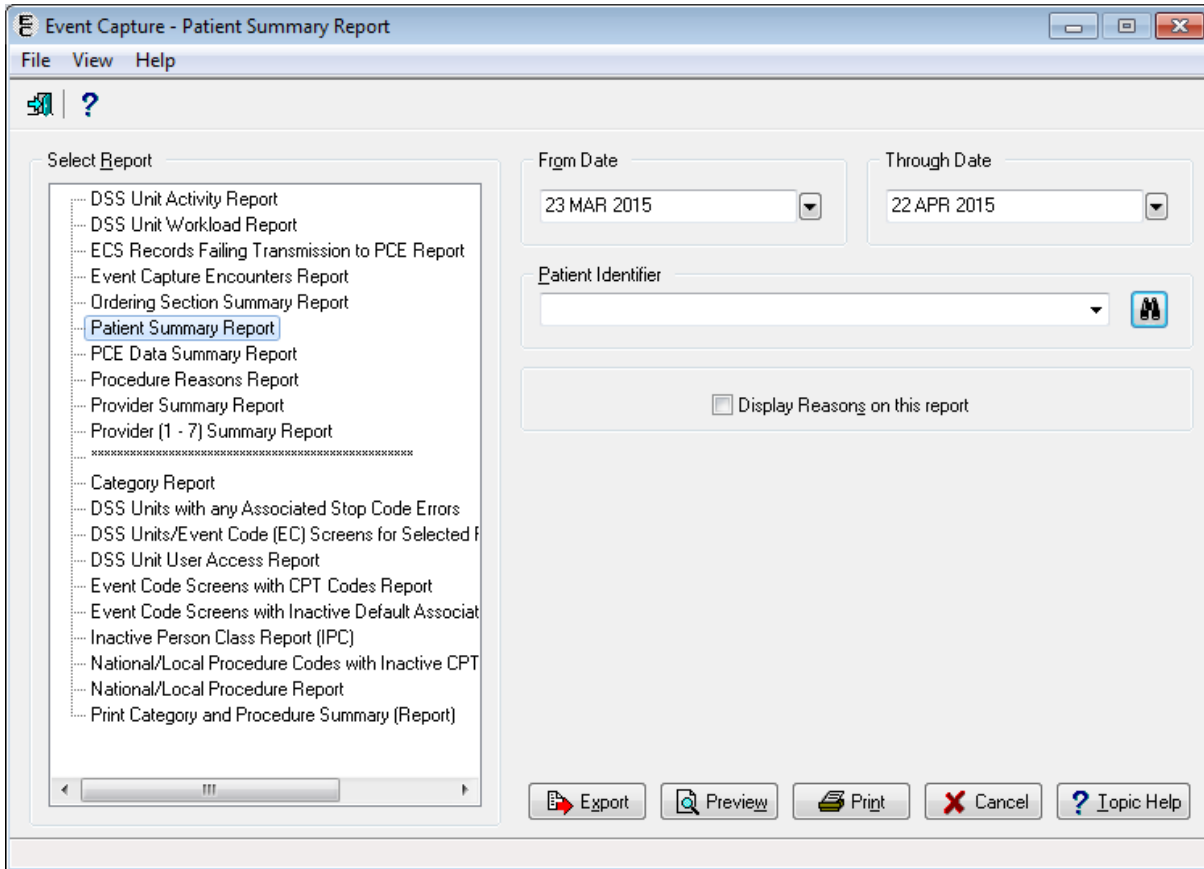 Event Capture - Patient Summary Report
File View Help
?
Select Report
DSS Unit Activity Report
DSS Unit Workload Report
ECS Records Failing Transmission to PCE Report
Event Capture Encounters Report
Ordering Section Summary Report
Patient Summary Report
PCE Data Summary Report
Procedure Reasons Report
Provider Summary Report
Provider (1 - 7) Summary Report
**************************************************
Category Report
DSS Units with any Associated Stop Code Errors
DSS Units/Event Code (EC) Screens for Selected
DSS Unit User Access Report
Event Code Screens with CPT Codes Report
Event Code Screens with Inactive Default Associat
Inactive Person Class Report (IPC)
National/Local Procedure Codes with Inactive CPT
National/Local Procedure Report
Print Category and Procedure Summary (Report)
From Date
23 MAR 2015
Through Date
22 APR 2015
Patient Identifier
Display Reasons on this report
Export Preview Print Cancel ? Topic Help